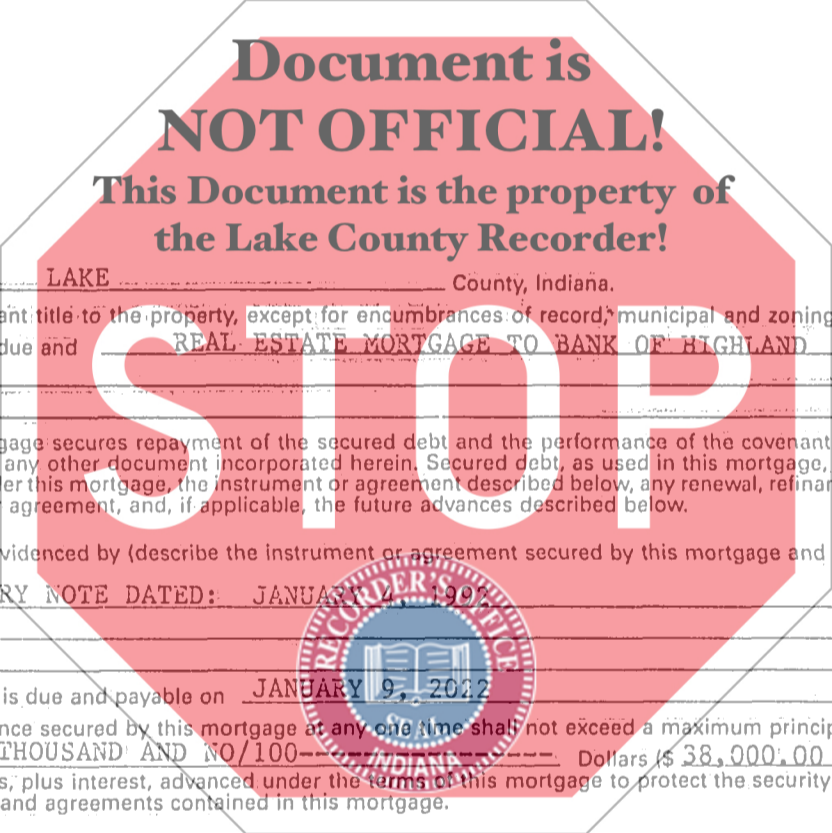 Document is
NOT OFFICIAL!
This Document is the property of
the Lake County Recorder!
LAKE County, Indiana.
title to the property, except for encumbrances of record, municipal and zoning
due and REAL ESTATE MORTGAGE TO BANK OF HIGHLAND
STOP
gage secures repayment of the secured debt and the performance of the covenant
any other document incorporated herein. Secured debt, as used in this mortgage,
er this mortgage, the instrument or agreement described below, any renewal, refinan
agreement, and, if applicable, the future advances described below.
videnced by (describe the instrument or agreement secured by this mortgage and
RY NOTE DATED: JANUARY 4, 1992
RECORDER'S OFFICE
is due and payable on JANUARY 9, 2022
SEAL
nce secured by this mortgage at any one time shall not exceed a maximum princip
THOUSAND AND NO/100-------------------- Dollars ($ 38,000.00
INDIANA
s, plus interest, advanced under the terms of this mortgage to protect the security
and agreements contained in this mortgage.